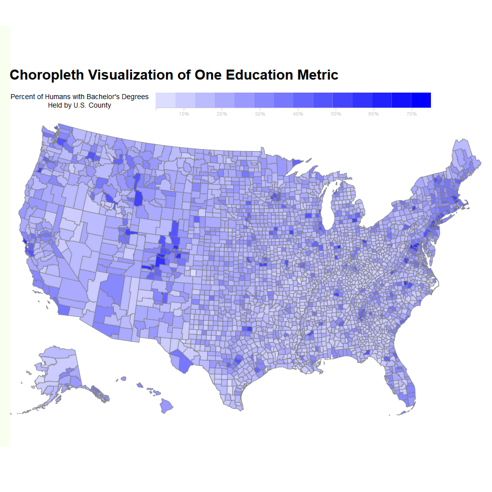 Choropleth Visualization of One Education Metric
Percent of Humans with Bachelor's Degrees
Held by U.S. County
10% 20% 30% 40% 50% 60% 70%